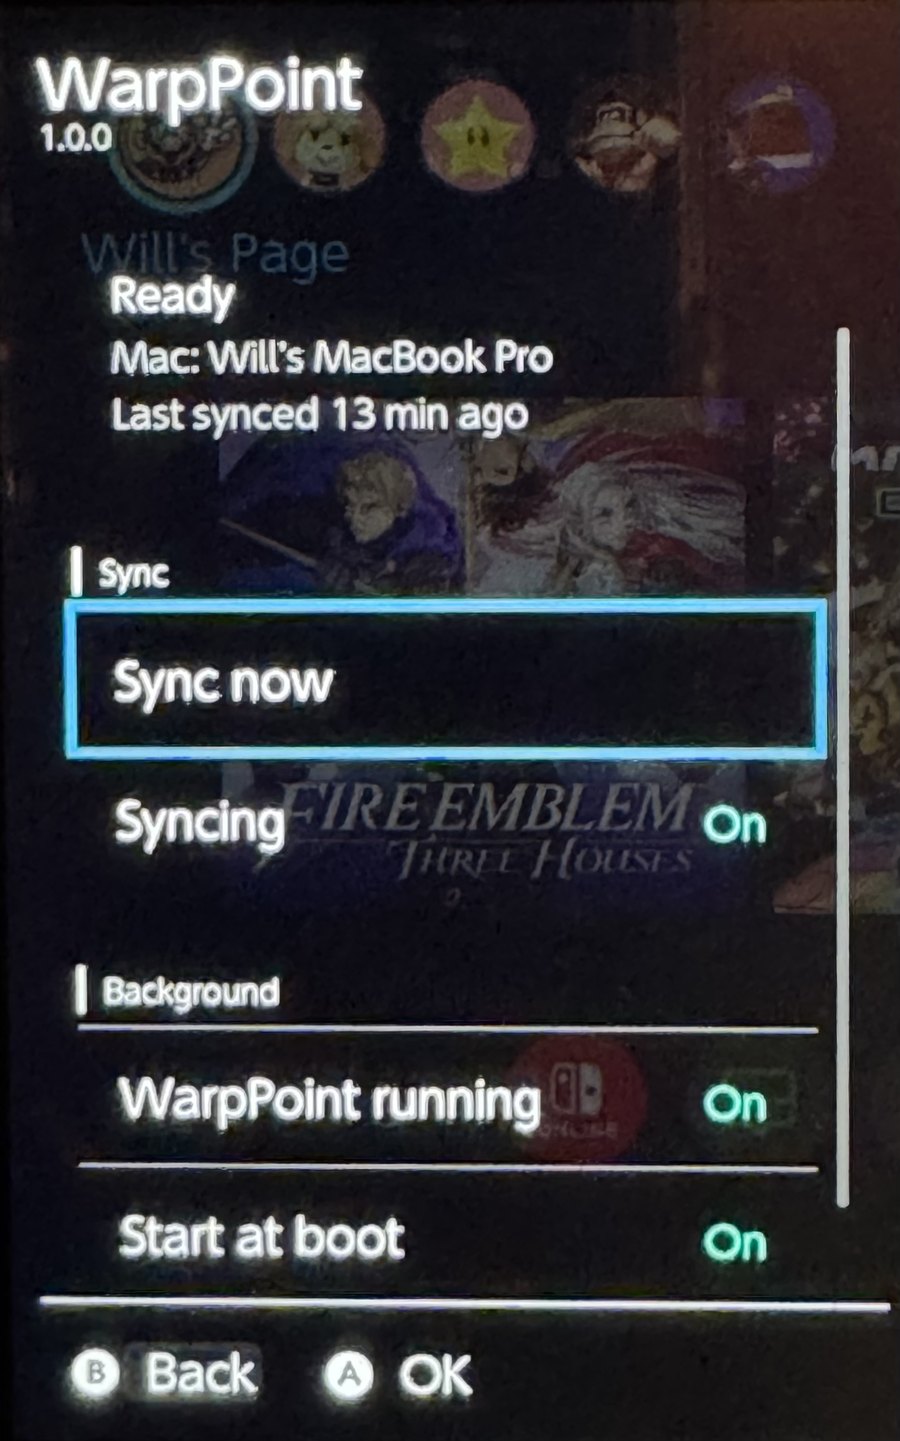 WarpPoint
1.0.0
Will's Page
Ready
Mac: Will's MacBook Pro
Last synced 13 min ago
Sync
Sync now
Syncing On
FIRE EMBLEM
THREE HOUSES
Background
WarpPoint running On
ONLINE
Start at boot On
B Back A OK